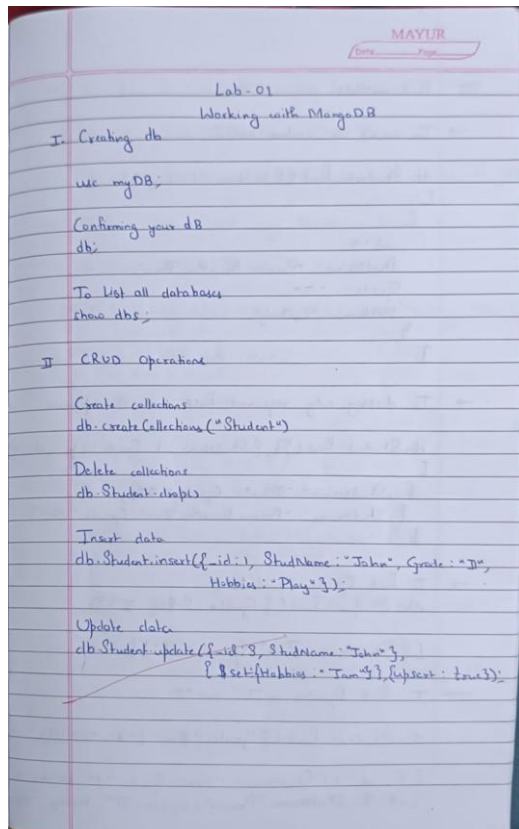 MAYUR
Date Page
Lab-01
Working with MongoDB
I. Creating db
use myDB;
Confirming your dB
db;
To List all databases
show dbs;
II CRUD Operations
Create collections
db.createCollections("Student")
Delete collections
db.Student.drop()
Insert data
db.Student.insert({_id:1, StudName:"John", Grade:"D",
Hobbies:"Play"});
Update data
db.Student.update({_id:3, StudName:"John"},
{$set:{Hobbies:"Jam"}},{upsert:true});